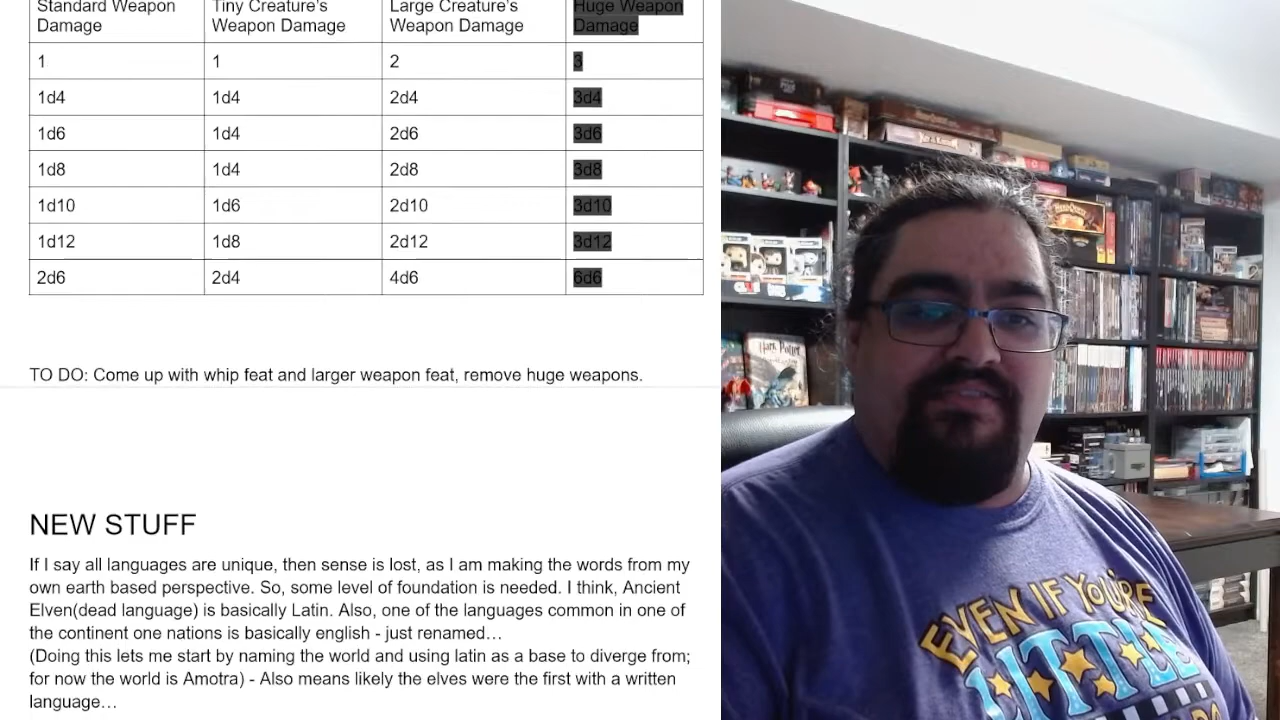 Standard Weapon Damage
Tiny Creature's Weapon Damage
Large Creature's Weapon Damage
Huge Weapon Damage
1 1 2 3
1d4 1d4 2d4 3d4
1d6 1d4 2d6 3d6
1d8 1d4 2d8 3d8
1d10 1d6 2d10 3d10
1d12 1d8 2d12 3d12
2d6 2d4 4d6 6d6
TO DO: Come up with whip feat and larger weapon feat, remove huge weapons.
NEW STUFF
If I say all languages are unique, then sense is lost, as I am making the words from my
own earth based perspective. So, some level of foundation is needed. I think, Ancient
Elven(dead language) is basically Latin. Also, one of the languages common in one of
the continent one nations is basically english - just renamed…
(Doing this lets me start by naming the world and using latin as a base to diverge from;
for now the world is Amotra) - Also means likely the elves were the first with a written
language…
HeroQuest
Harry Potter
EVEN IF YOU'RE
LITTLE